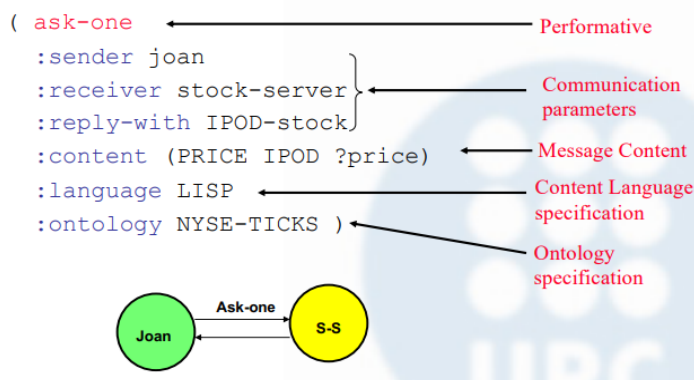 ( ask-one
Performative
:sender joan
:receiver stock-server
:reply-with IPOD-stock
Communication
parameters
:content (PRICE IPOD ?price)
Message Content
:language LISP
Content Language
specification
:ontology NYSE-TICKS )
Ontology
specification
Ask-one
Joan
S-S
UPC